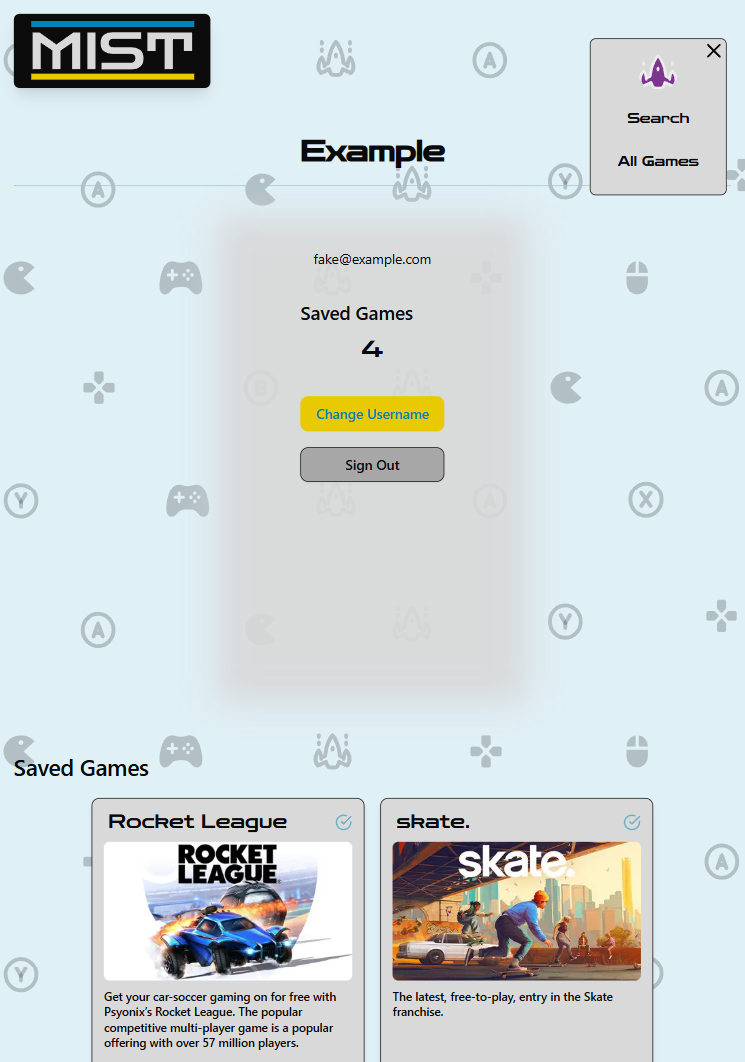 MIST
Search
All Games
Example
fake@example.com
Saved Games
4
Change Username
Sign Out
Saved Games
Rocket League
ROCKET
LEAGUE
Get your car-soccer gaming on for free with
Psyonix's Rocket League. The popular
competitive multi-player game is a popular
offering with over 57 million players.
skate.
skate.
The latest, free-to-play, entry in the Skate
franchise.